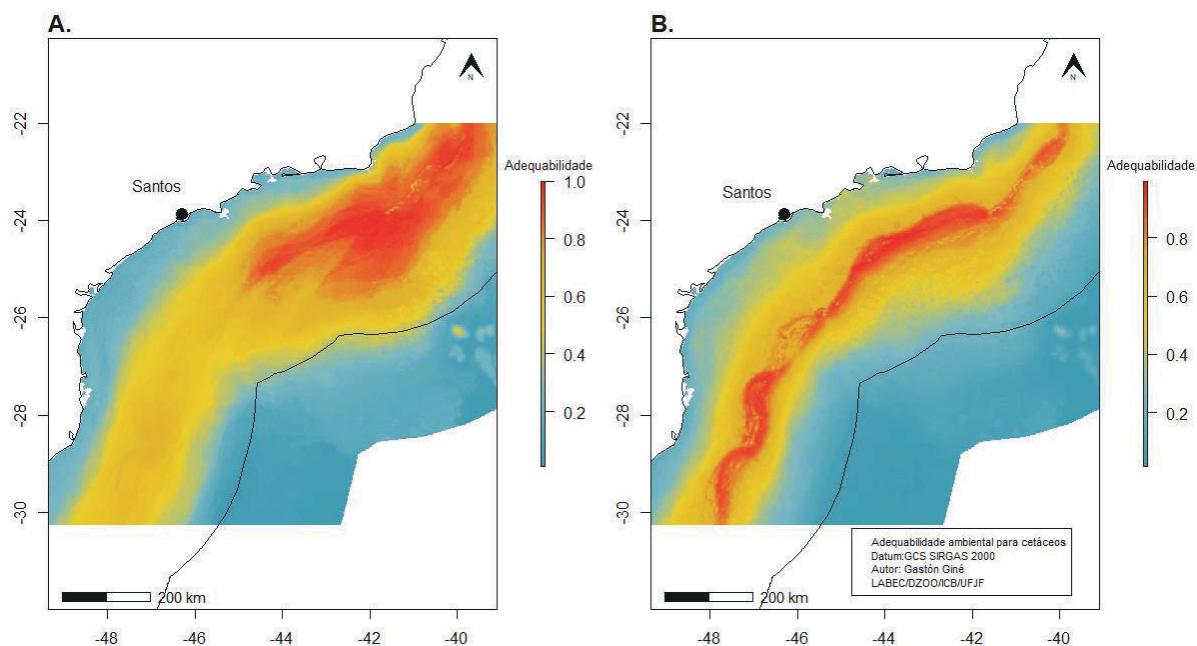 A.
N
-22
-24
-26
-28
-30
Santos
Adequabilidade
1.0
0.8
0.6
0.4
0.2
200 km
-48
-46
-44
-42
-40
B.
N
-22
-24
-26
-28
-30
Santos
Adequabilidade
0.8
0.6
0.4
0.2
Adequabilidade ambiental para cetáceos
Datum:GCS SIRGAS 2000
Autor: Gastón Giné
LABEC/DZOO/ICB/UFJF
200 km
-48
-46
-44
-42
-40